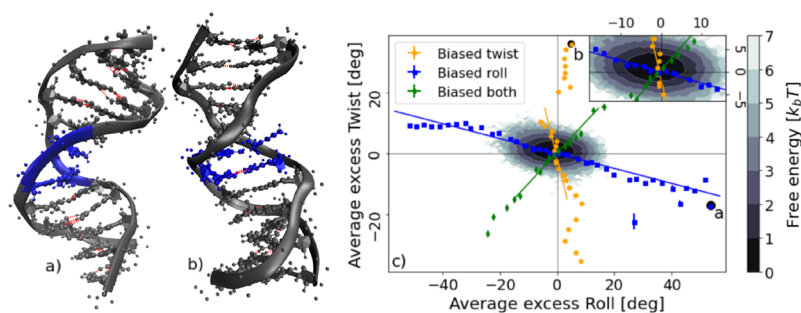 a)
b)
c)
Biased twist
Biased roll
Biased both
b
a
−10 0 10
5
0
−5
20
0
−20
Average excess Twist [deg]
−40 −20 0 20 40
Average excess Roll [deg]
7
6
5
4
3
2
1
0
Free energy [k_bT]